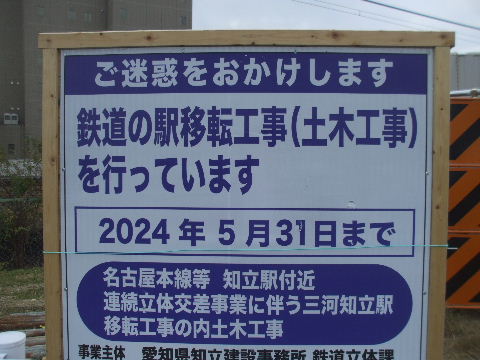 ご迷惑をおかけします
鉄道の駅移転工事(土木工事)
を行っています
2024年5月31日まで
名古屋本線等 知立駅付近
連続立体交差事業に伴う三河知立駅
移転工事の内土木工事
事業主体 愛知県知立建設事務所 鉄道立体課